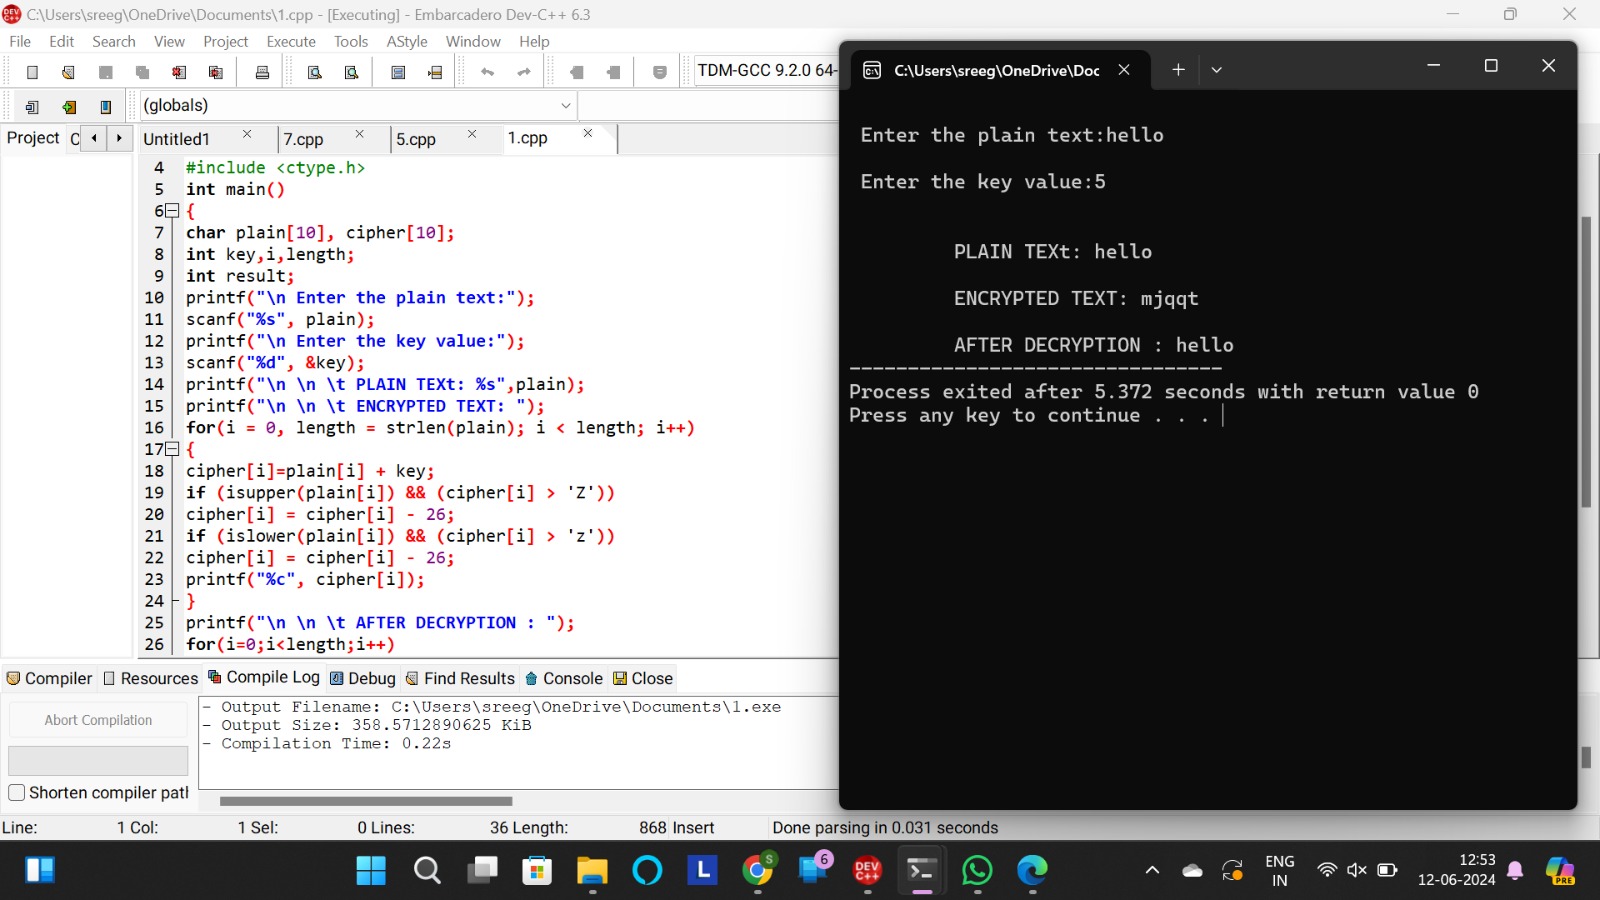 C:\Users\sreeg\OneDrive\Documents\1.cpp - [Executing] - Embarcadero Dev-C++ 6.3
File Edit Search View Project Execute Tools AStyle Window Help
TDM-GCC 9.2.0 64-
(globals)
Project C
Untitled1 7.cpp 5.cpp 1.cpp
4 #include <ctype.h>
5 int main()
6 {
7 char plain[10], cipher[10];
8 int key,i,length;
9 int result;
10 printf("\n Enter the plain text:");
11 scanf("%s", plain);
12 printf("\n Enter the key value:");
13 scanf("%d", &key);
14 printf("\n \n \t PLAIN TEXt: %s",plain);
15 printf("\n \n \t ENCRYPTED TEXT: ");
16 for(i = 0, length = strlen(plain); i < length; i++)
17 {
18 cipher[i]=plain[i] + key;
19 if (isupper(plain[i]) && (cipher[i] > 'Z'))
20 cipher[i] = cipher[i] - 26;
21 if (islower(plain[i]) && (cipher[i] > 'z'))
22 cipher[i] = cipher[i] - 26;
23 printf("%c", cipher[i]);
24 }
25 printf("\n \n \t AFTER DECRYPTION : ");
26 for(i=0;i<length;i++)
C:\Users\sreeg\OneDrive\Doc
Enter the plain text:hello
Enter the key value:5
PLAIN TEXt: hello
ENCRYPTED TEXT: mjqqt
AFTER DECRYPTION : hello
--------------------------------
Process exited after 5.372 seconds with return value 0
Press any key to continue . . .
Compiler Resources Compile Log Debug Find Results Console Close
Abort Compilation
Shorten compiler path
- Output Filename: C:\Users\sreeg\OneDrive\Documents\1.exe
- Output Size: 358.5712890625 KiB
- Compilation Time: 0.22s
Line: 1 Col: 1 Sel: 0 Lines: 36 Length: 868 Insert Done parsing in 0.031 seconds
L S 6 DEV C++ ENG IN 12:53 12-06-2024 PRE